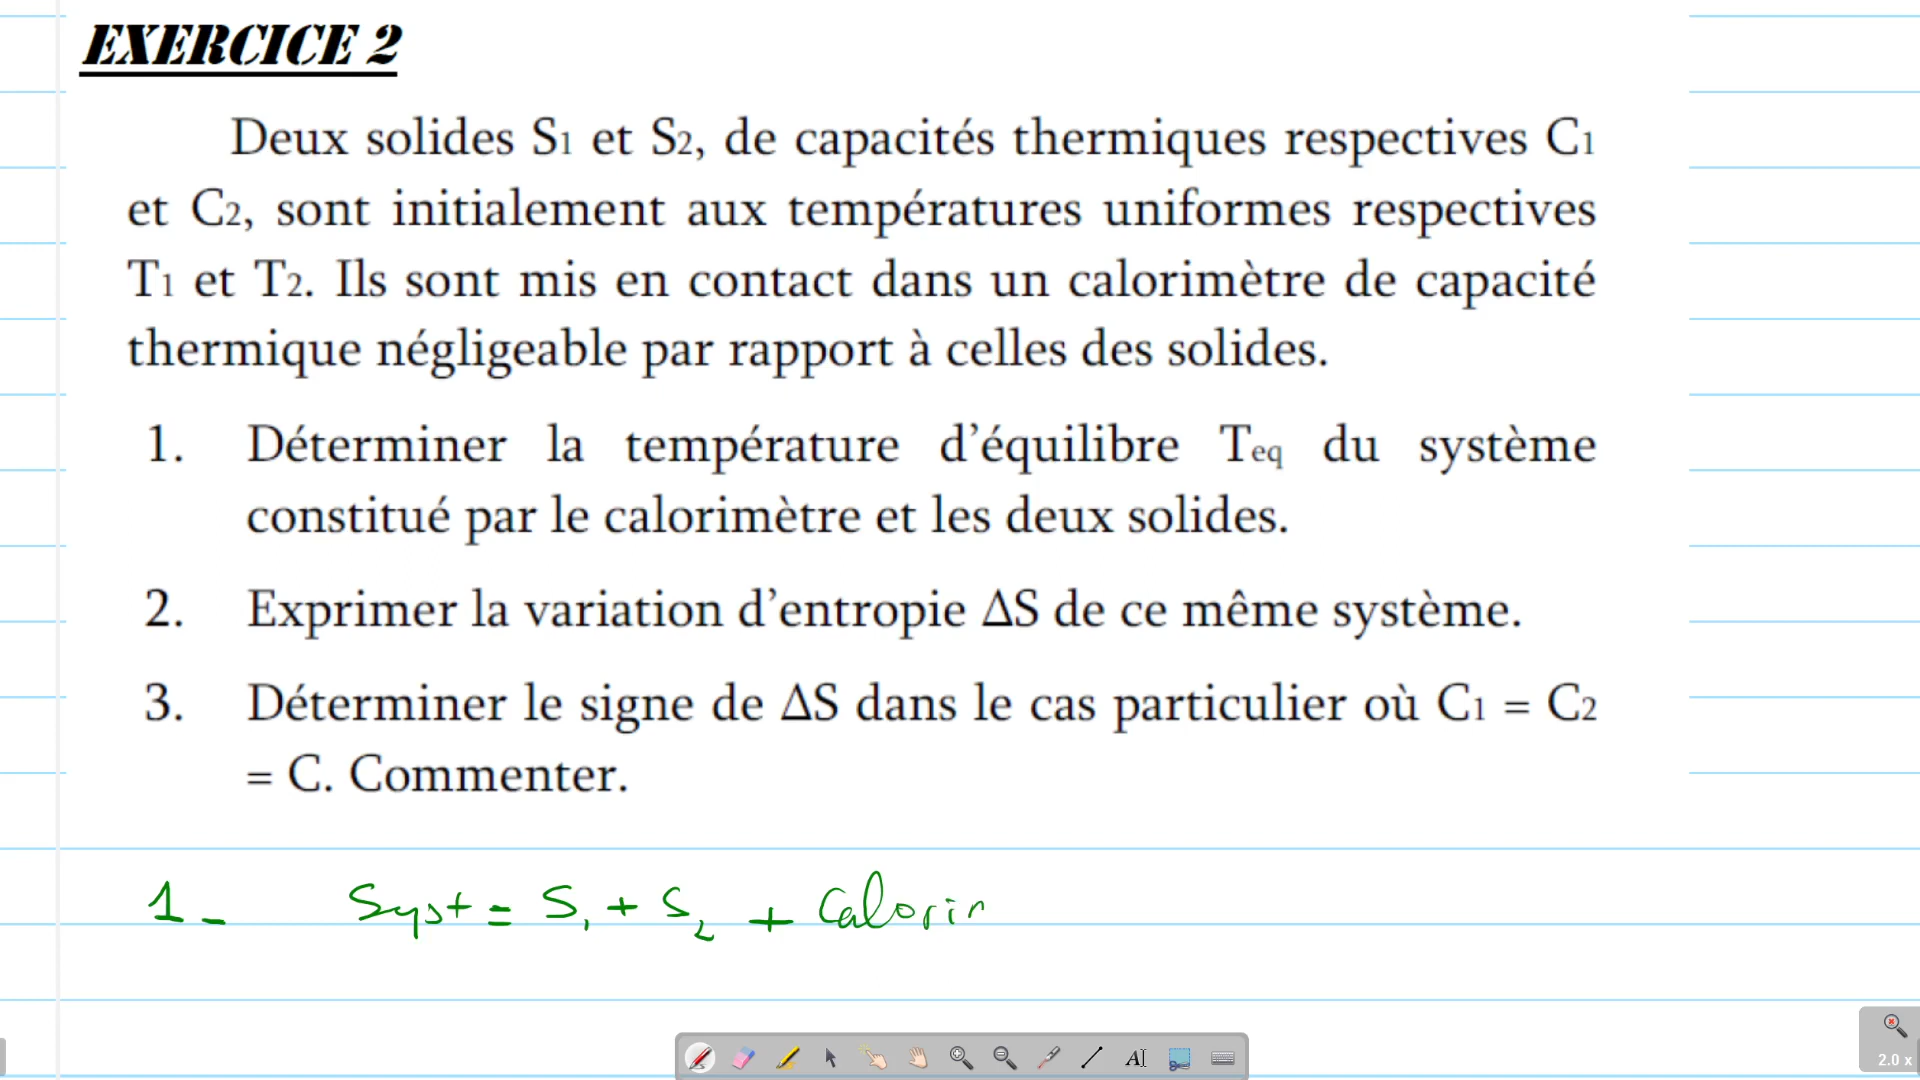 EXERCICE 2
Deux solides S1 et S2, de capacités thermiques respectives C1
et C2, sont initialement aux températures uniformes respectives
T1 et T2. Ils sont mis en contact dans un calorimètre de capacité
thermique négligeable par rapport à celles des solides.
1. Déterminer la température d'équilibre Teq du système
constitué par le calorimètre et les deux solides.
2. Exprimer la variation d'entropie ΔS de ce même système.
3. Déterminer le signe de ΔS dans le cas particulier où C1 = C2
= C. Commenter.
1 - Syst = S1 + S2 + Calorin
AI
2.0 x